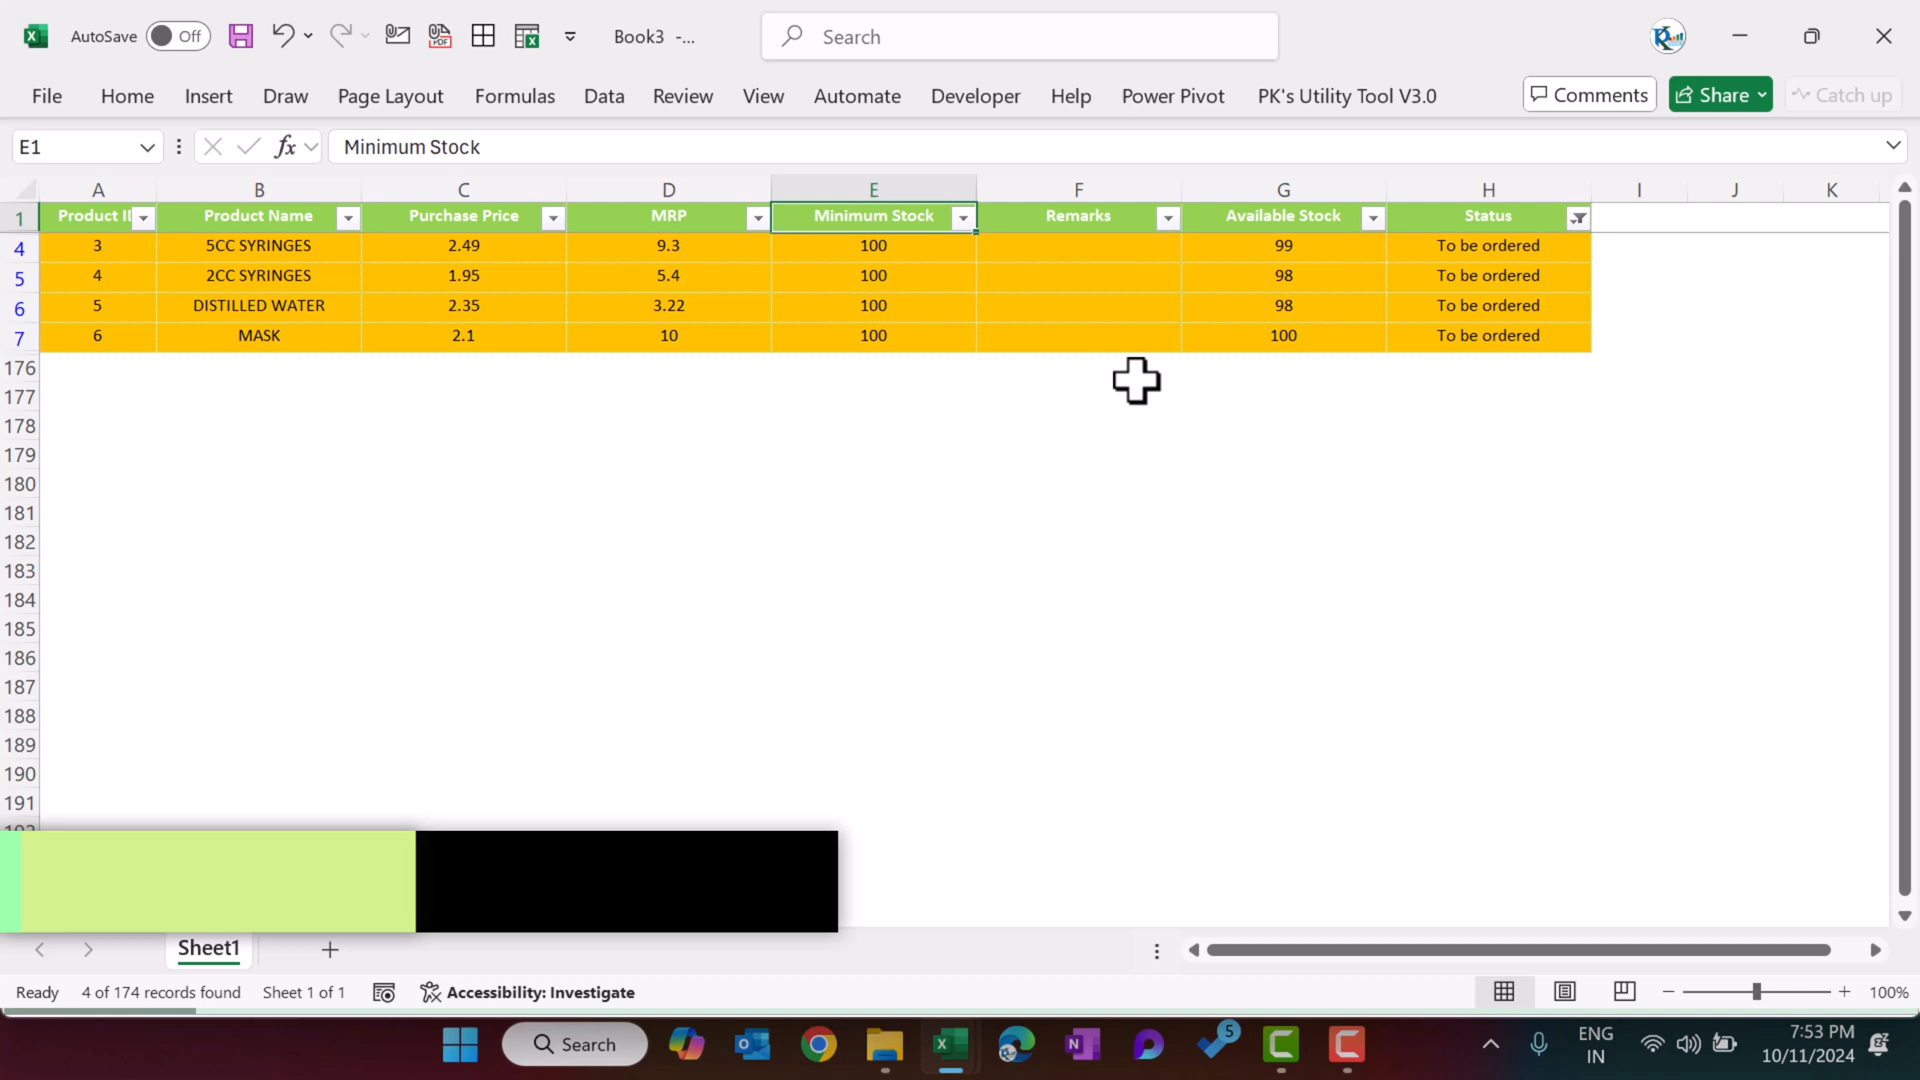 AutoSave Off Book3 -... Search
File Home Insert Draw Page Layout Formulas Data Review View Automate Developer Help Power Pivot PK's Utility Tool V3.0 Comments Share Catch up
E1 fx Minimum Stock
A B C D E F G H I J K
1 Product Name Purchase Price MRP Minimum Stock Remarks Available Stock Status
4 3 5CC SYRINGES 2.49 9.3 100 99 To be ordered
5 4 2CC SYRINGES 1.95 5.4 100 98 To be ordered
6 5 DISTILLED WATER 2.35 3.22 100 98 To be ordered
7 6 MASK 2.1 10 100 100 To be ordered
176
177
178
179
180
181
182
183
184
185
186
187
188
189
190
191
Sheet1
Ready 4 of 174 records found Sheet 1 of 1 Accessibility: Investigate 100%
Search 5 ENG 7:53 PM
IN 10/11/2024